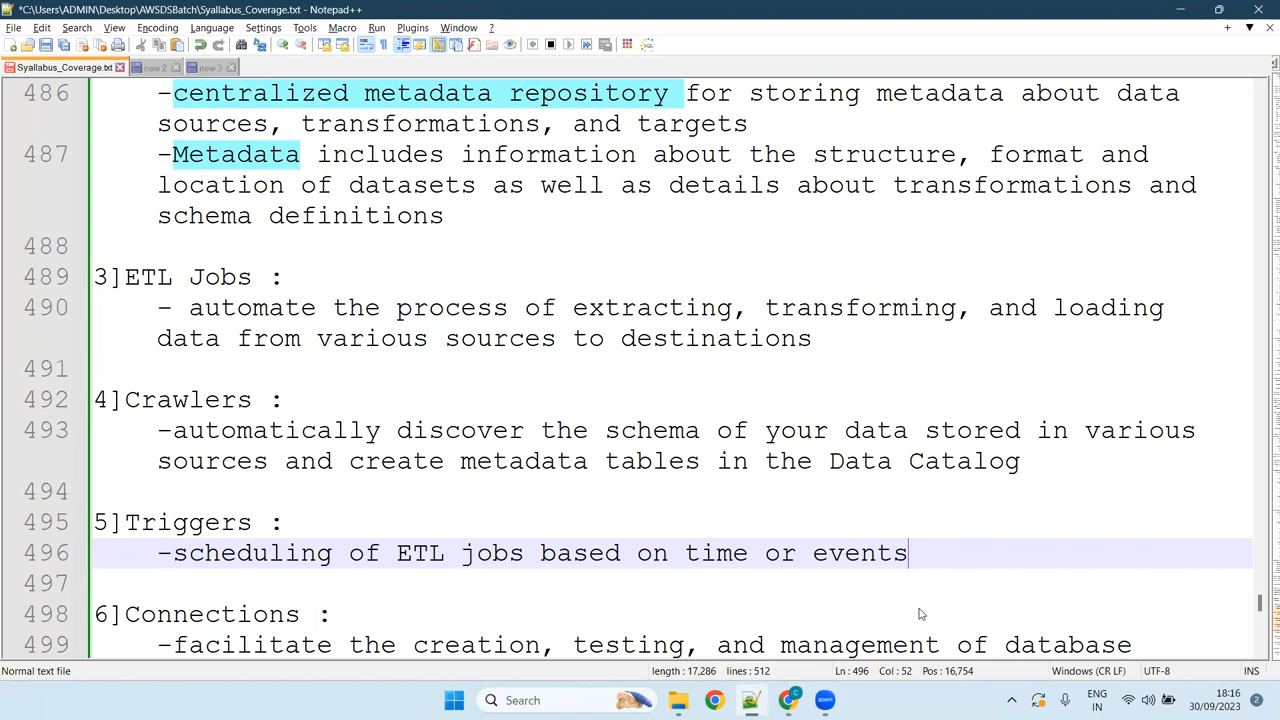 *C:\Users\ADMIN\Desktop\AWSDSBatch\Syallabus_Coverage.txt - Notepad++
File Edit Search View Encoding Language Settings Tools Macro Run Plugins Window ?
Syallabus_Coverage.txt new 2 new 3
486 -centralized metadata repository for storing metadata about data
sources, transformations, and targets
487 -Metadata includes information about the structure, format and
location of datasets as well as details about transformations and
schema definitions
488
489 3]ETL Jobs :
490 - automate the process of extracting, transforming, and loading
data from various sources to destinations
491
492 4]Crawlers :
493 -automatically discover the schema of your data stored in various
sources and create metadata tables in the Data Catalog
494
495 5]Triggers :
496 -scheduling of ETL jobs based on time or events
497
498 6]Connections :
499 -facilitate the creation, testing, and management of database
Normal text file length : 17,286 lines : 512 Ln : 496 Col : 52 Pos : 16,754 Windows (CR LF) UTF-8 INS
Search zoom ENG 18:16
IN 30/09/2023 2